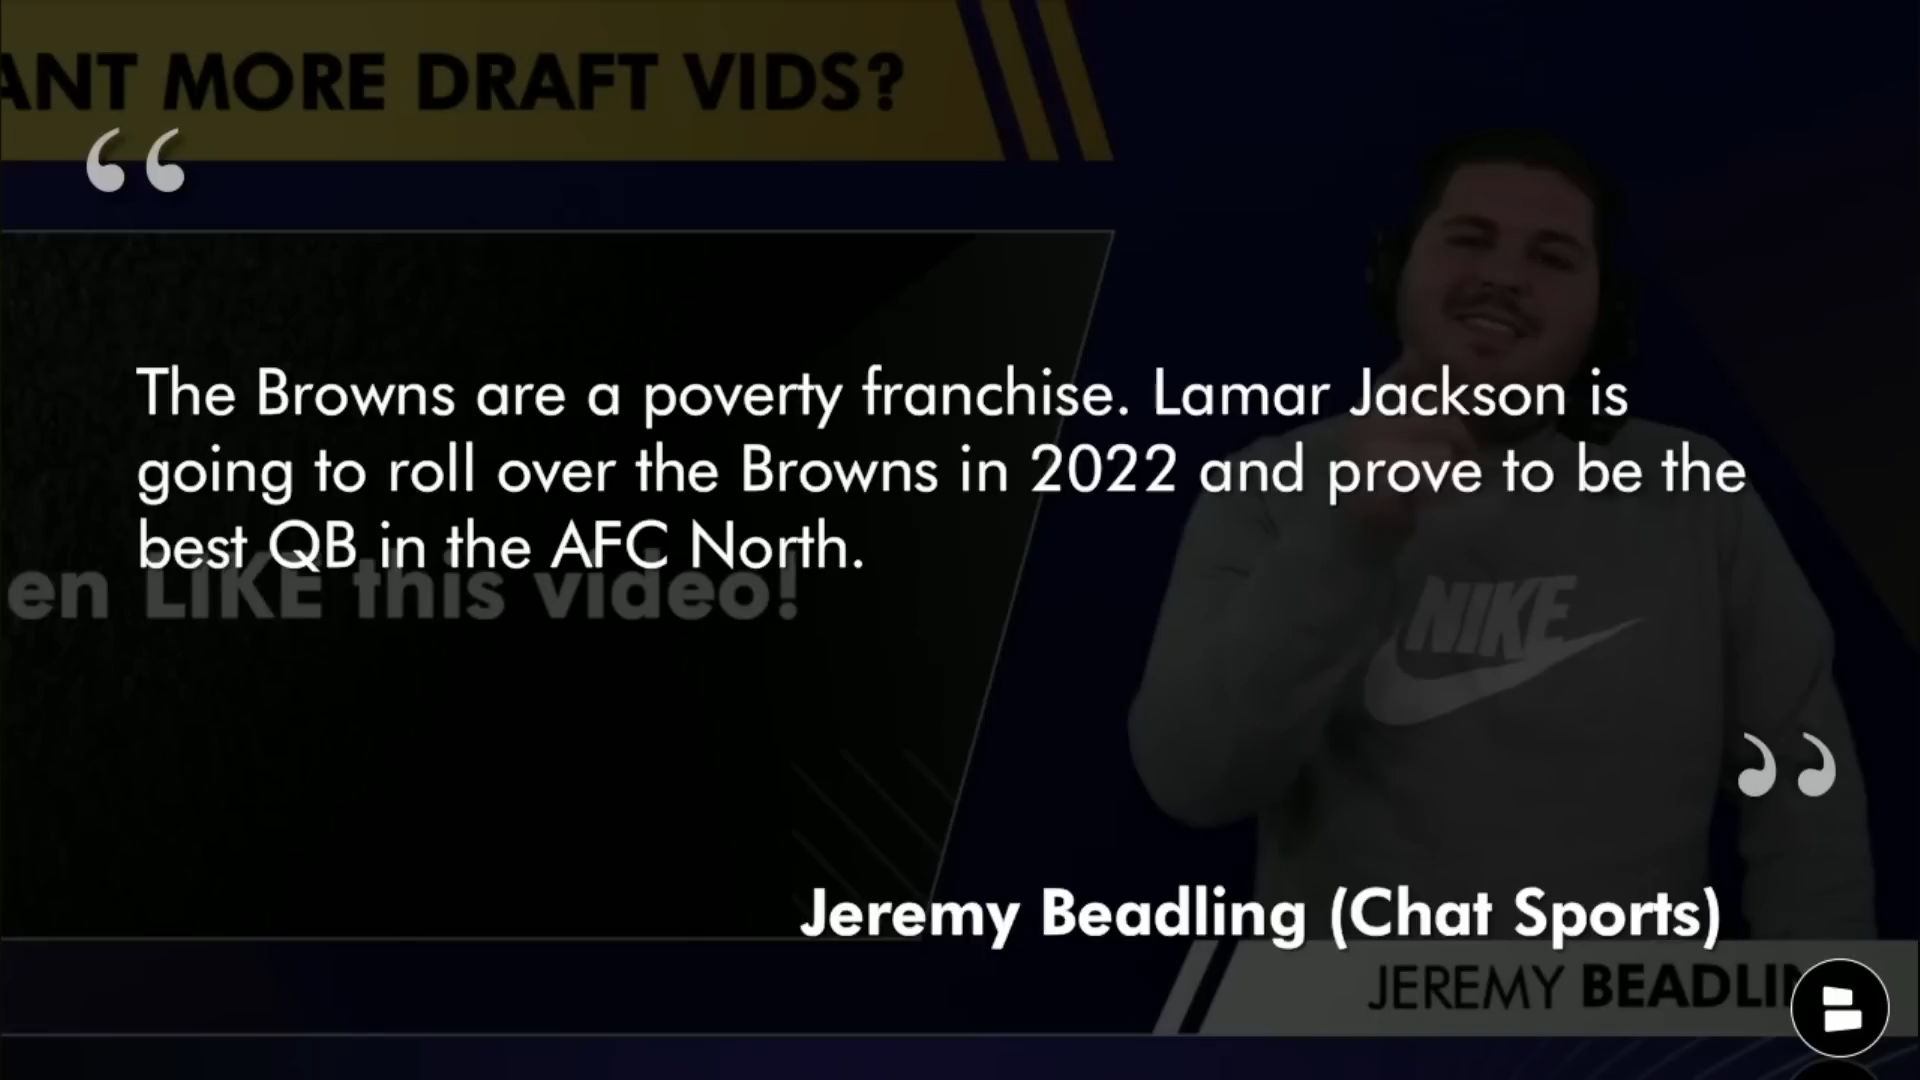 ANT MORE DRAFT VIDS?
“
The Browns are a poverty franchise. Lamar Jackson is
going to roll over the Browns in 2022 and prove to be the
best QB in the AFC North.
en LIKE this video!
NIKE
”
Jeremy Beadling (Chat Sports)
JEREMY BEADLIN